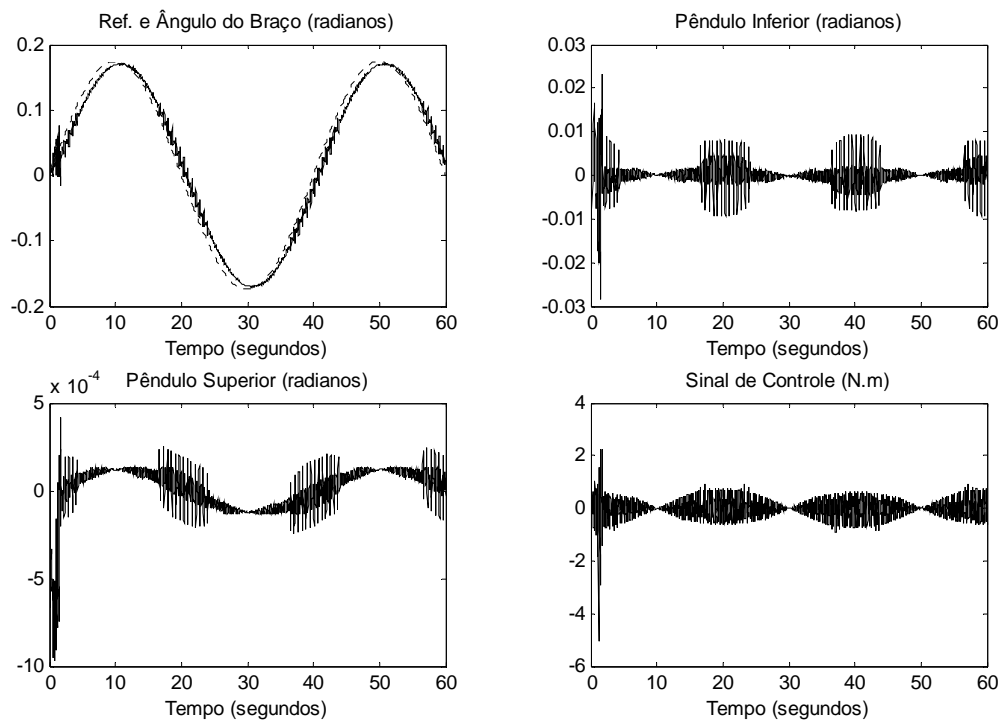 Ref. e Ângulo do Braço (radianos)
0.2
0.1
0
-0.1
-0.2
0 10 20 30 40 50 60
Tempo (segundos)
Pêndulo Inferior (radianos)
0.03
0.02
0.01
0
-0.01
-0.02
-0.03
0 10 20 30 40 50 60
Tempo (segundos)
x 10^-4
Pêndulo Superior (radianos)
5
0
-5
-10
0 10 20 30 40 50 60
Tempo (segundos)
Sinal de Controle (N.m)
4
2
0
-2
-4
-6
0 10 20 30 40 50 60
Tempo (segundos)